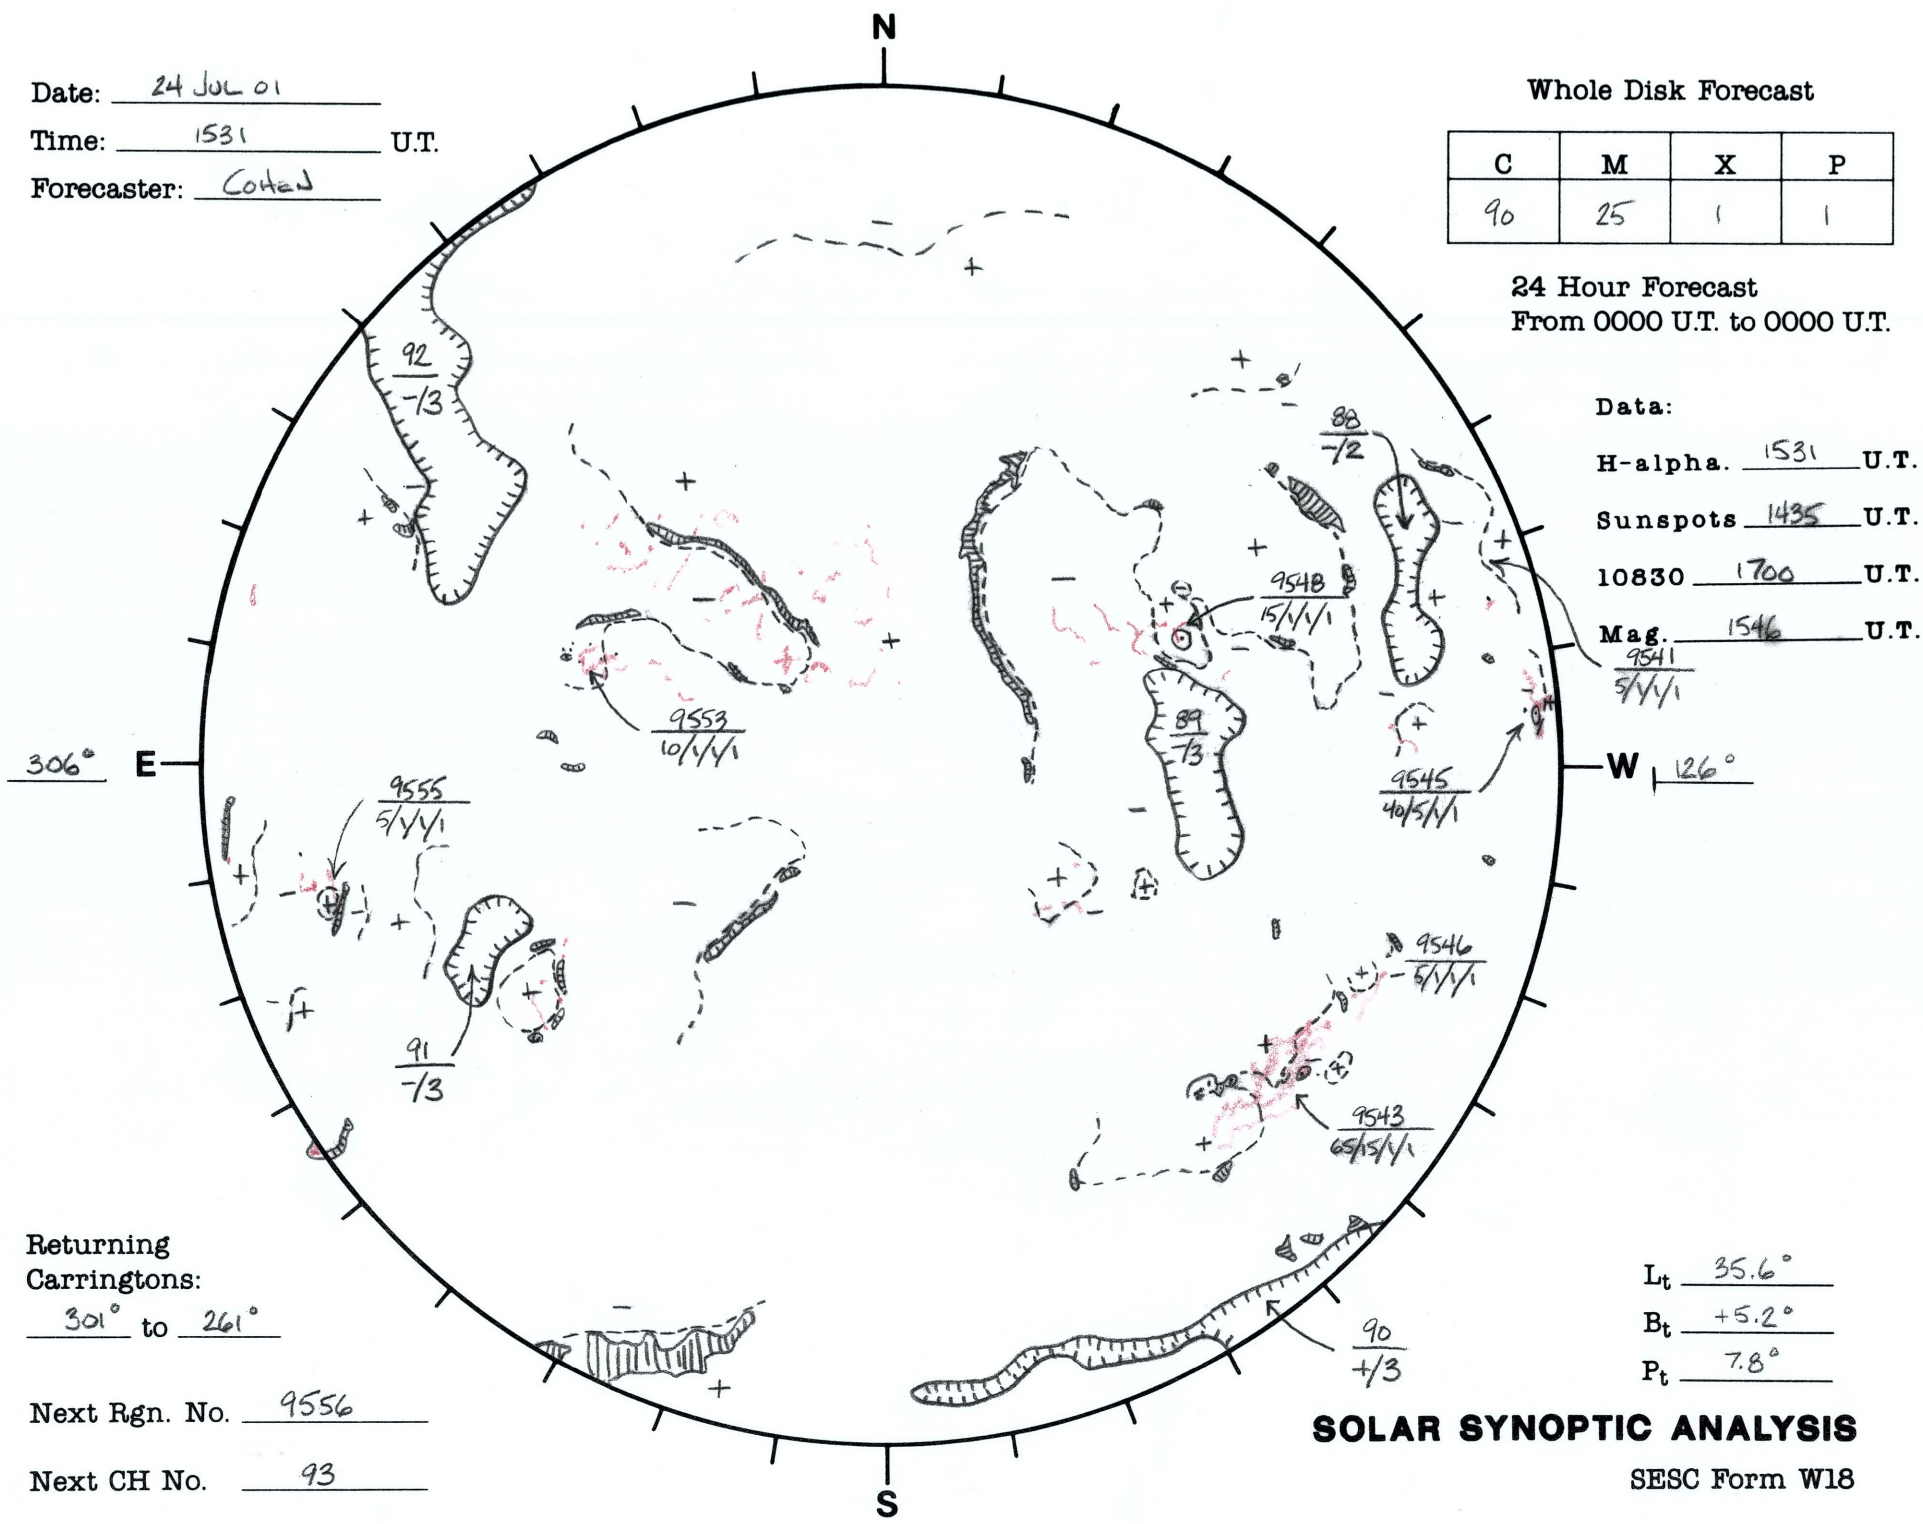 N
Date: 24 JUL 01
Time: 1531 U.T.
Forecaster: COHEN
Whole Disk Forecast
C M X P
90 25 1 1
24 Hour Forecast
From 0000 U.T. to 0000 U.T.
Data:
H-alpha. 1531 U.T.
Sunspots 1435 U.T.
10830 1700 U.T.
Mag. 1546 U.T.
92
-/3
88
-/2
9548
15/1/1/1
9541
5/1/1/1
9553
10/1/1/1
89
-/3
306° E
W 126°
9545
40/5/1/1
9555
5/1/1/1
9546
5/1/1/1
91
-/3
9543
65/15/1/1
90
+/3
Returning
Carringtons:
301° to 261°
Next Rgn. No. 9556
Next CH No. 93
S
Lt 35.6°
Bt +5.2°
Pt 7.8°
SOLAR SYNOPTIC ANALYSIS
SESC Form W18